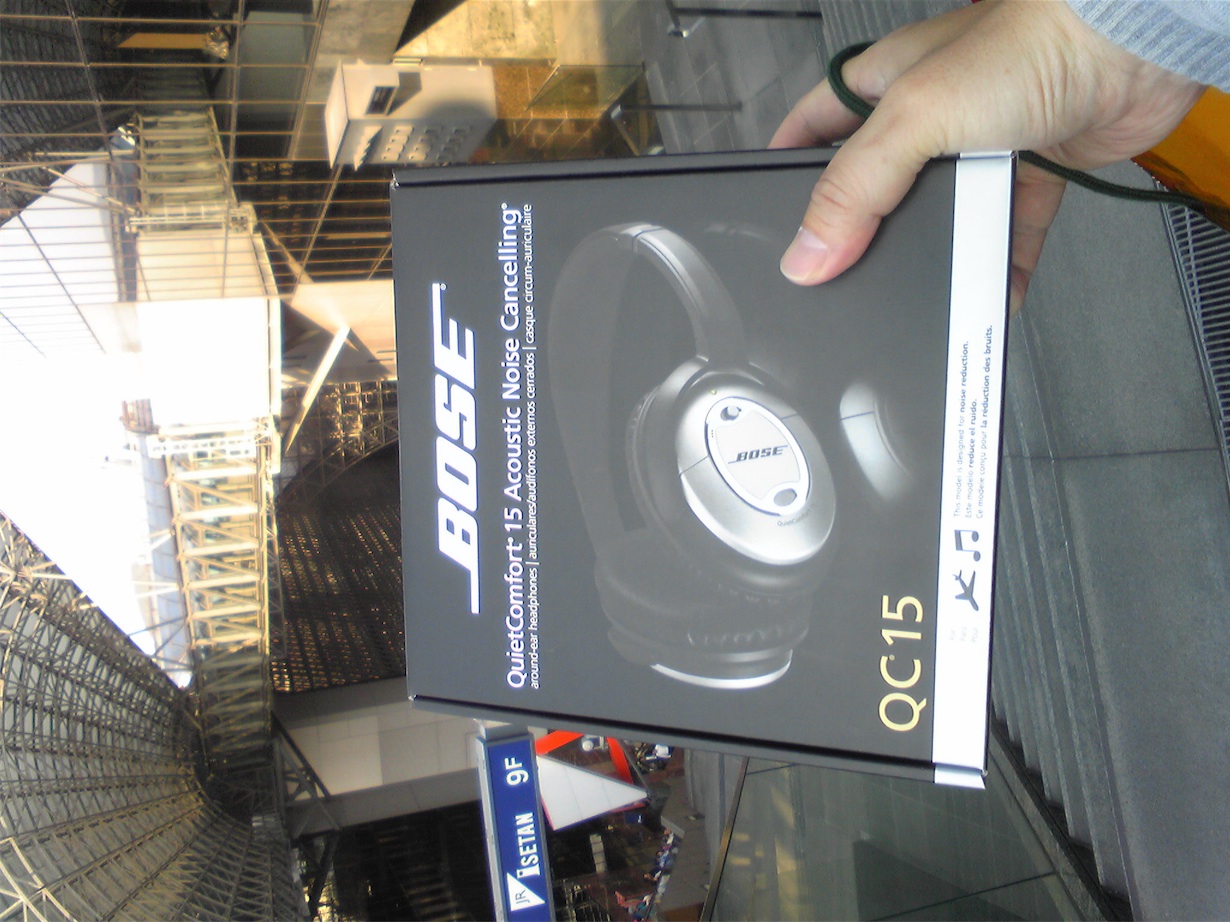 BOSE®
QuietComfort® 15 Acoustic Noise Cancelling®
around-ear headphones | auriculares/audífonos externos cerrados | casque circum-auriculaire
BOSE
QC®15
This model is designed for noise reduction.
Este modelo reduce el ruido.
Ce modèle conçu pour la réduction des bruits.
JR ISETAN 9F